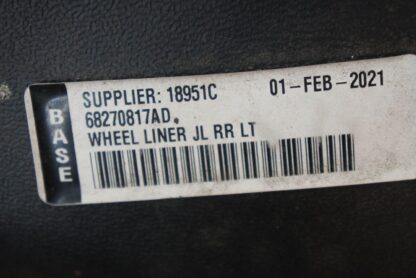 BASE
SUPPLIER: 18951C 01-FEB-2021
68270817AD
WHEEL LINER JL RR LT